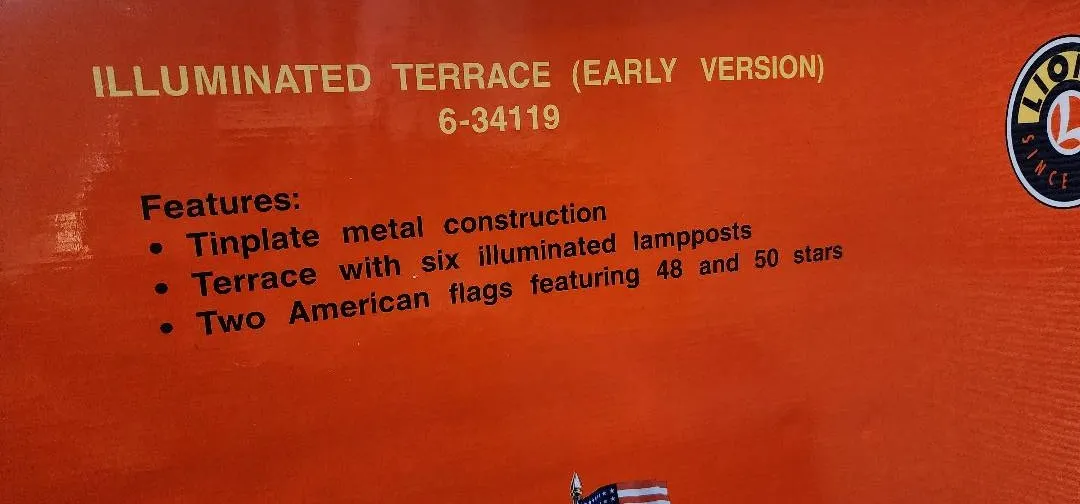 ILLUMINATED TERRACE (EARLY VERSION)
6-34119
Features:
• Tinplate metal construction
• Terrace with six illuminated lampposts
• Two American flags featuring 48 and 50 stars
SINCE